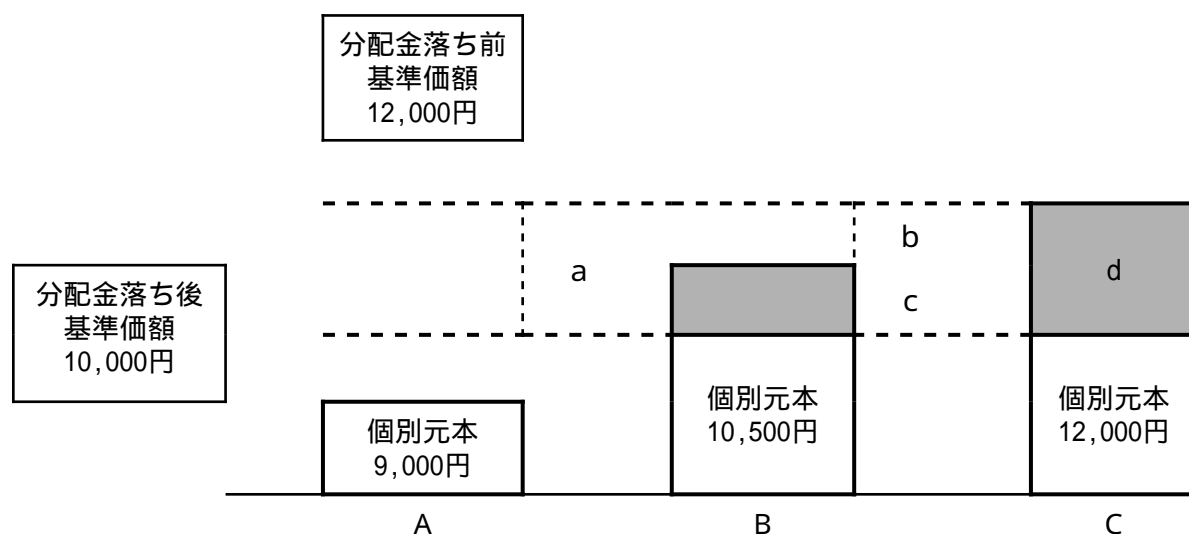 分配金落ち前
基準価額
12,000円
分配金落ち後
基準価額
10,000円
a
b
c
d
個別元本
9,000円
個別元本
10,500円
個別元本
12,000円
A
B
C